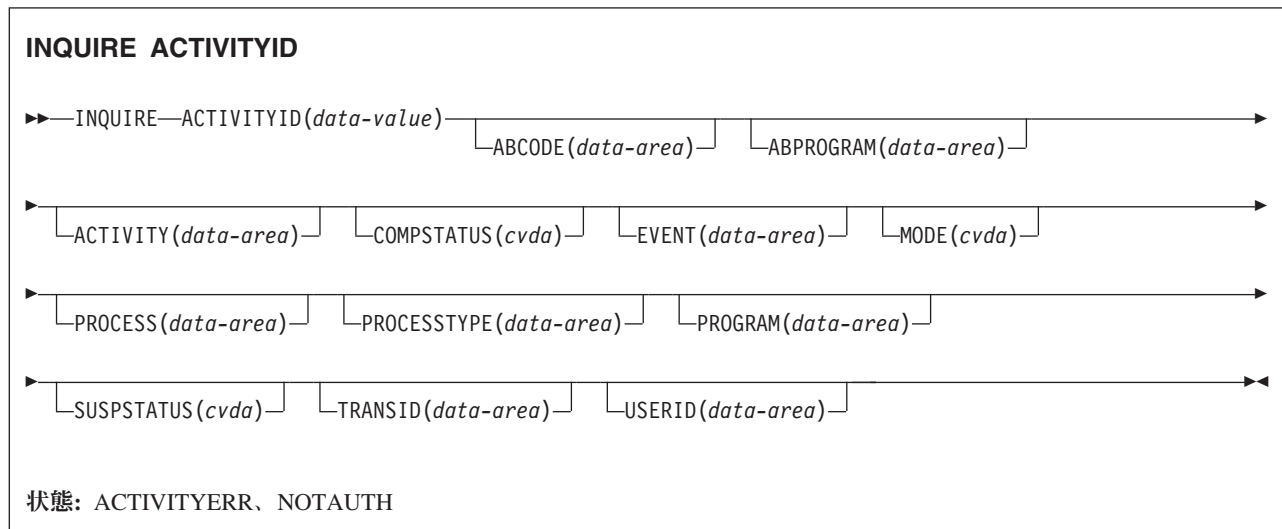 INQUIRE ACTIVITYID
INQUIRE ACTIVITYID(data-value)
ABCODE(data-area) ABPROGRAM(data-area)
ACTIVITY(data-area) COMPSTATUS(cvda) EVENT(data-area) MODE(cvda)
PROCESS(data-area) PROCESSTYPE(data-area) PROGRAM(data-area)
SUSPSTATUS(cvda) TRANSID(data-area) USERID(data-area)
状態: ACTIVITYERR、NOTAUTH